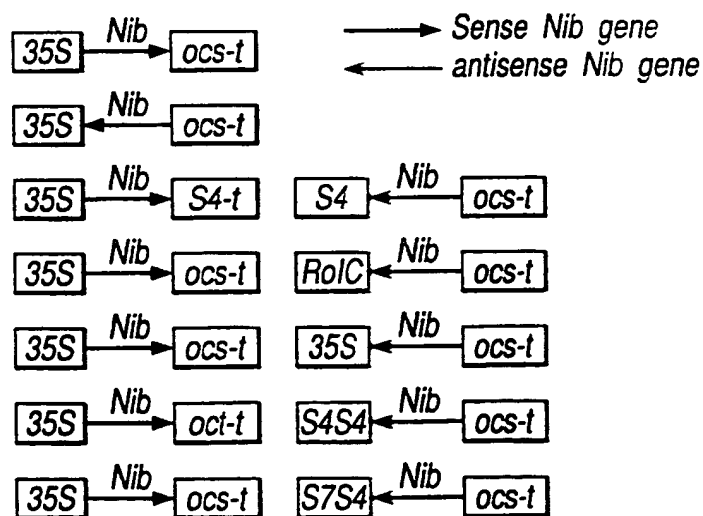 Nib
35S ocs-t
Sense Nib gene
antisense Nib gene
Nib
35S ocs-t
Nib Nib
35S S4-t S4 ocs-t
Nib Nib
35S ocs-t RolC ocs-t
Nib Nib
35S ocs-t 35S ocs-t
Nib Nib
35S oct-t S4S4 ocs-t
Nib Nib
35S ocs-t S7S4 ocs-t